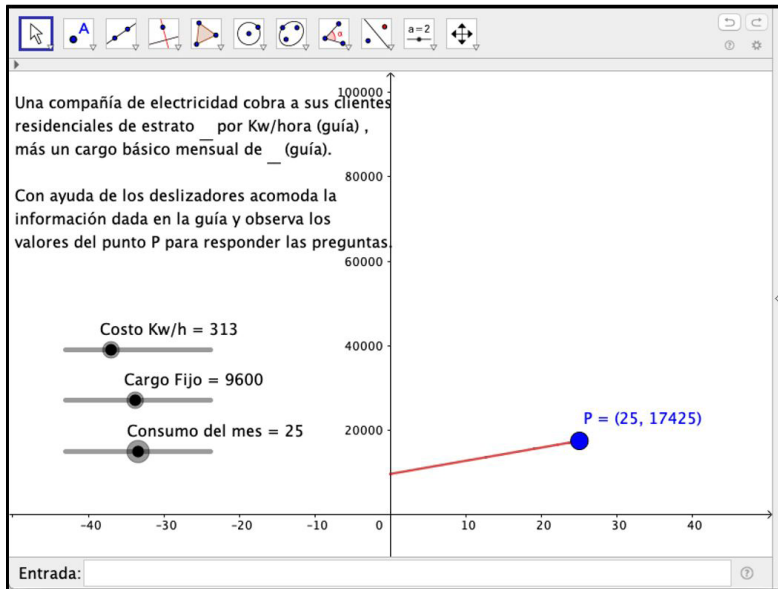 A
α
a=2
Una compañía de electricidad cobra a sus clientes
residenciales de estrato __ por Kw/hora (guía) ,
más un cargo básico mensual de __ (guía).
Con ayuda de los deslizadores acomoda la
información dada en la guía y observa los
valores del punto P para responder las preguntas.
Costo Kw/h = 313
Cargo Fijo = 9600
Consumo del mes = 25
100000
80000
60000
40000
20000
P = (25, 17425)
-40 -30 -20 -10 0 10 20 30 40
Entrada: